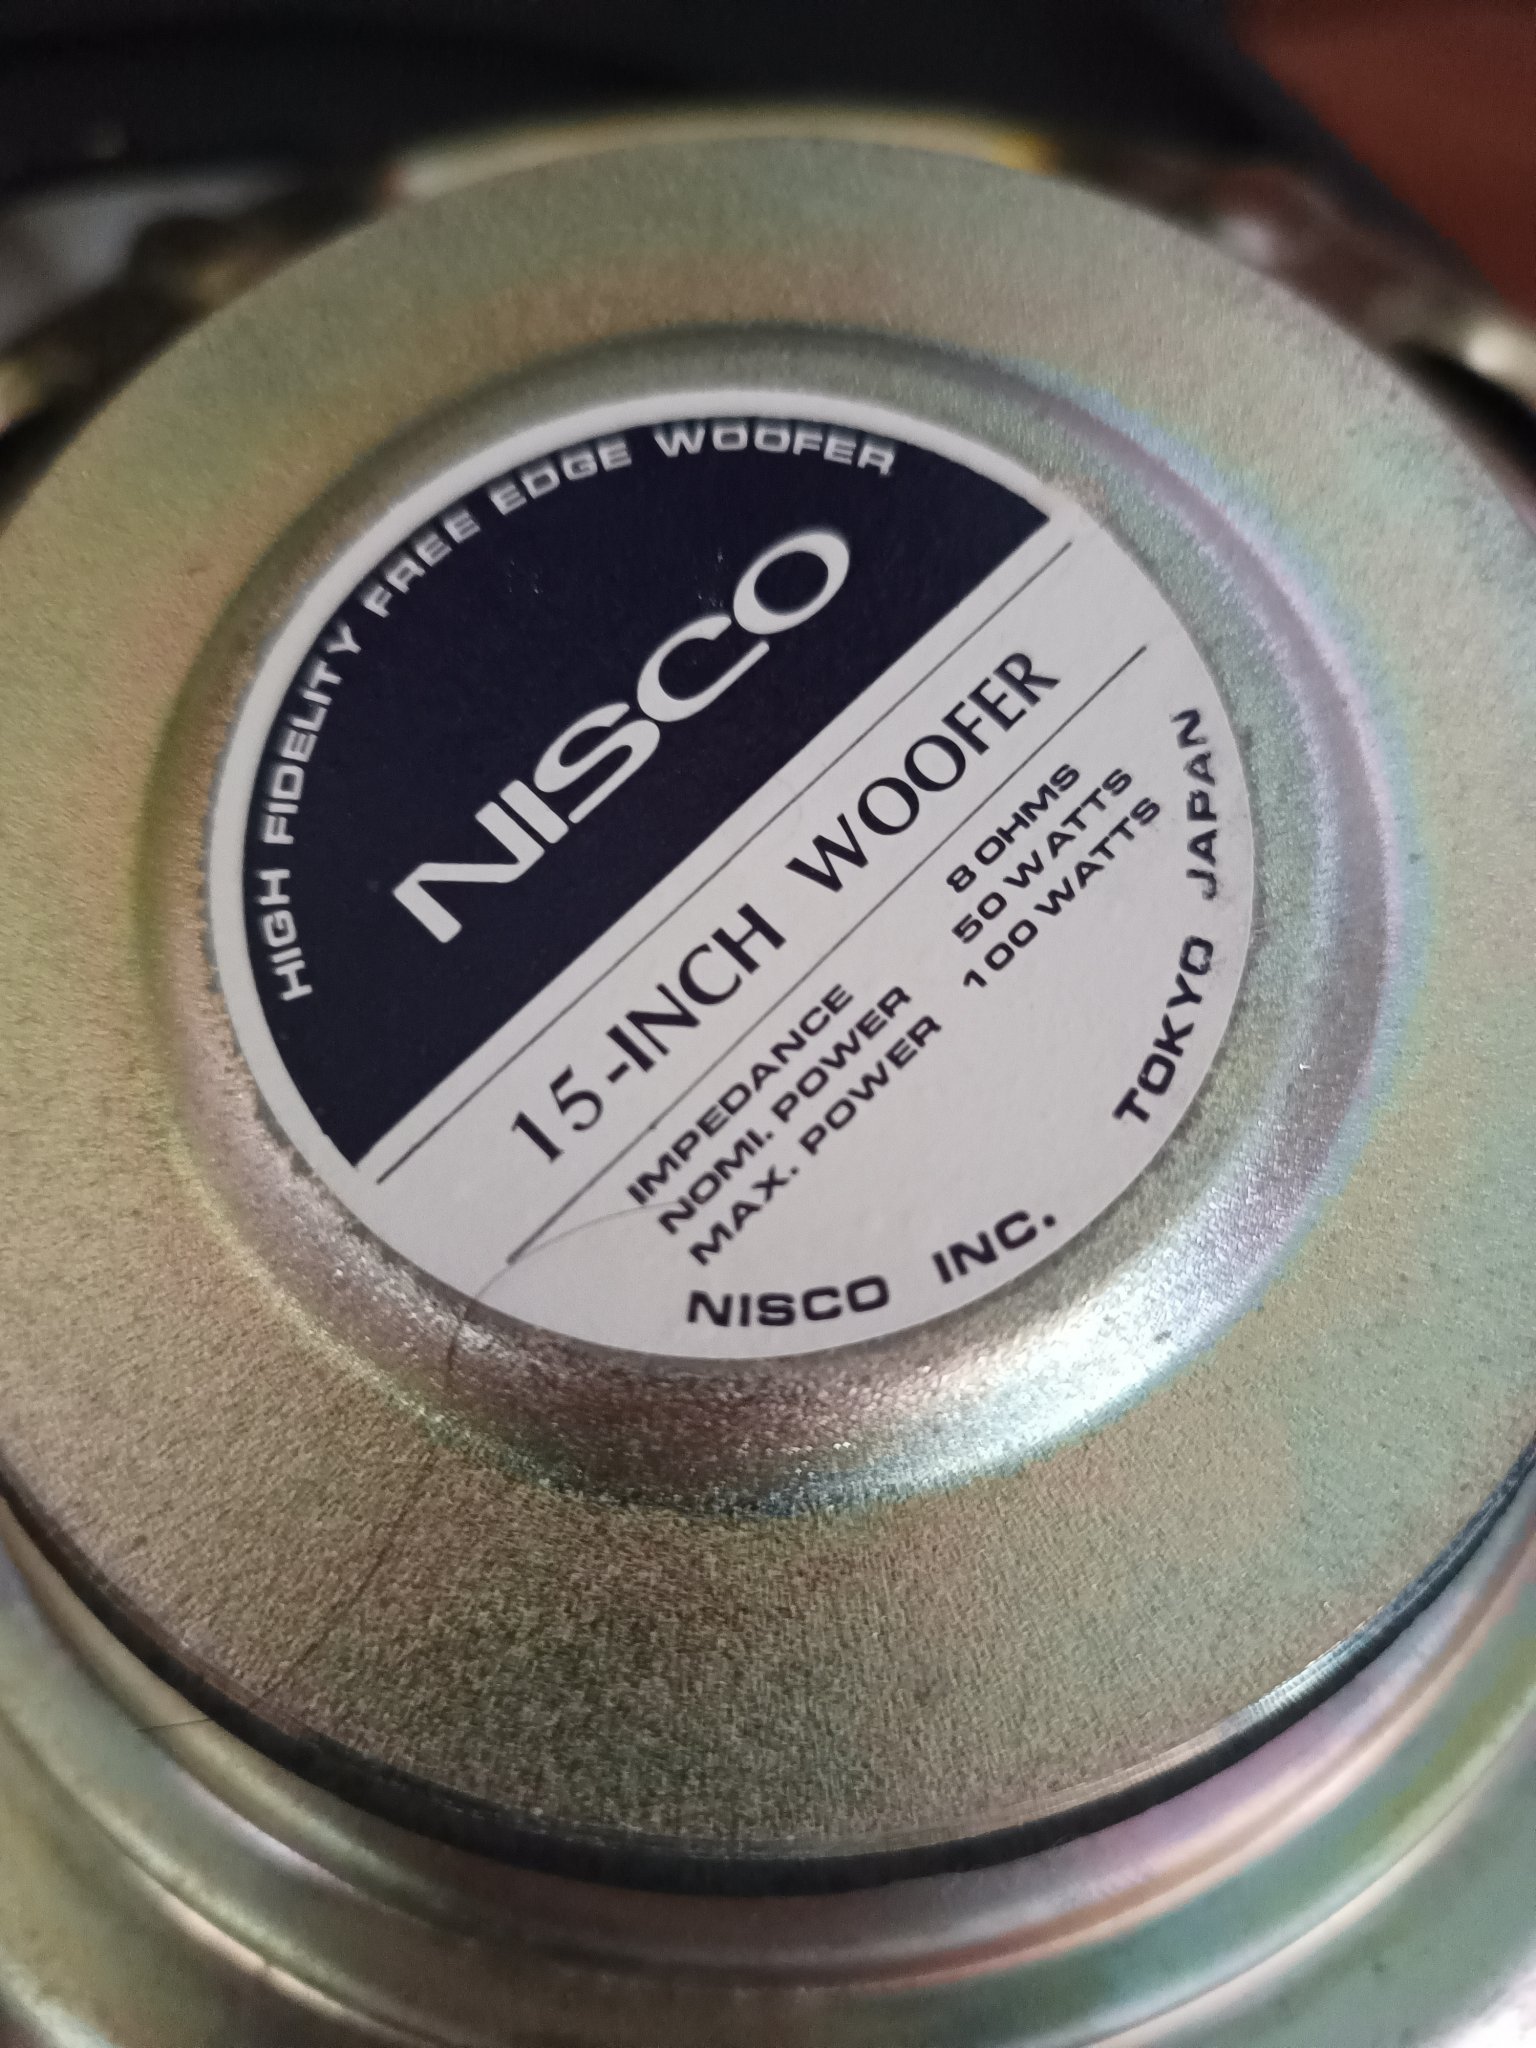 HIGH FIDELITY FREE EDGE WOOFER
NISCO
15-INCH WOOFER
IMPEDANCE 8 OHMS
NOMI. POWER 50 WATTS
MAX. POWER 100 WATTS
NISCO INC. TOKYO JAPAN